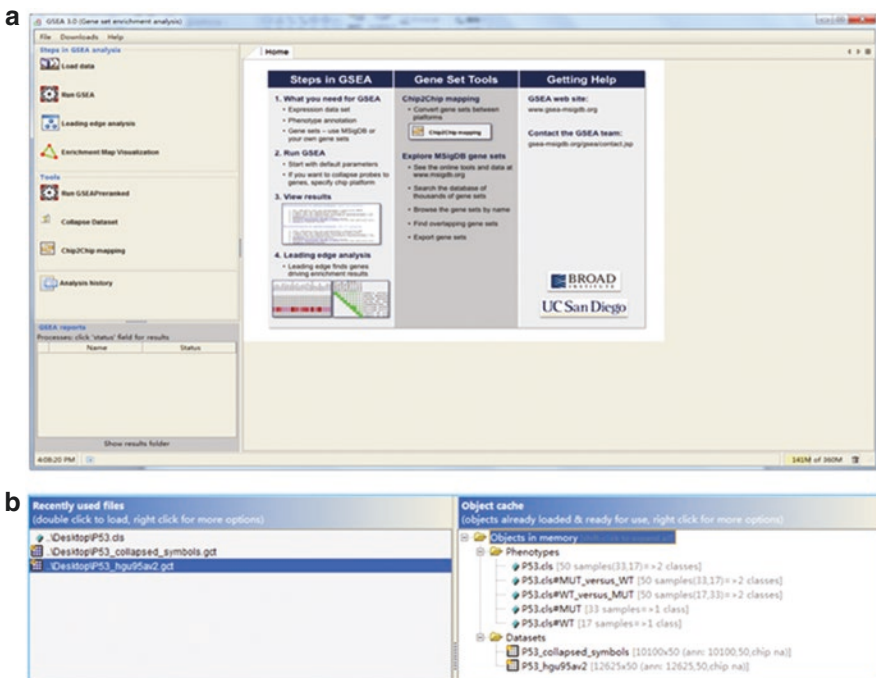 a
GSEA 3.0 (Gene set enrichment analysis)
File Downloads Help
Steps in GSEA analysis
Load data
Run GSEA
Leading edge analysis
Enrichment Map Visualization
Tools
Run GSEAPreranked
Collapse Dataset
Chip2Chip mapping
Analysis history
GSEA reports
Processes: click 'status' field for results
Name Status
Show results folder
4:08:20 PM
Home
Steps in GSEA
1. What you need for GSEA
• Expression data set
• Phenotype annotation
• Gene sets – use MSigDB or
your own gene sets
2. Run GSEA
• Start with default parameters
• If you want to collapse probes to
genes, specify chip platform
3. View results
4. Leading edge analysis
• Leading edge finds genes
driving enrichment results
Gene Set Tools
Chip2Chip mapping
• Convert gene sets between
platforms
Chip2Chip mapping
Explore MSigDB gene sets
• See the online tools and data at
www.msigdb.org
• Search the database of
thousands of gene sets
• Browse the gene sets by name
• Find overlapping gene sets
• Export gene sets
Getting Help
GSEA web site:
www.gsea-msigdb.org
Contact the GSEA team:
gsea-msigdb.org/gsea/contact.jsp
BROAD
INSTITUTE
UC San Diego
141M of 360M
b
Recently used files
(double click to load, right click for more options)
..\Desktop\P53.cls
..\Desktop\P53_collapsed_symbols.gct
..\Desktop\P53_hgu95av2.gct
Object cache
(objects already loaded & ready for use, right click for more options)
Objects in memory
Phenotypes
P53.cls [50 samples(33,17)=>2 classes]
P53.cls#MUT_versus_WT [50 samples(33,17)=>2 classes]
P53.cls#WT_versus_MUT [50 samples(17,33)=>2 classes]
P53.cls#MUT [33 samples=>1 class]
P53.cls#WT [17 samples=>1 class]
Datasets
P53_collapsed_symbols [10100x50 (ann: 10100,50,chip na)]
P53_hgu95av2 [12625x50 (ann: 12625,50,chip na)]